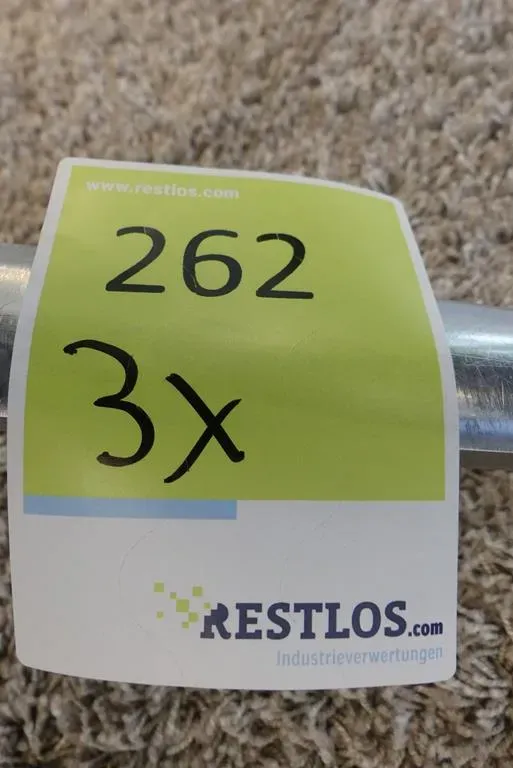 www.restlos.com
262
3x
RESTLOS.com
Industrieverwertungen